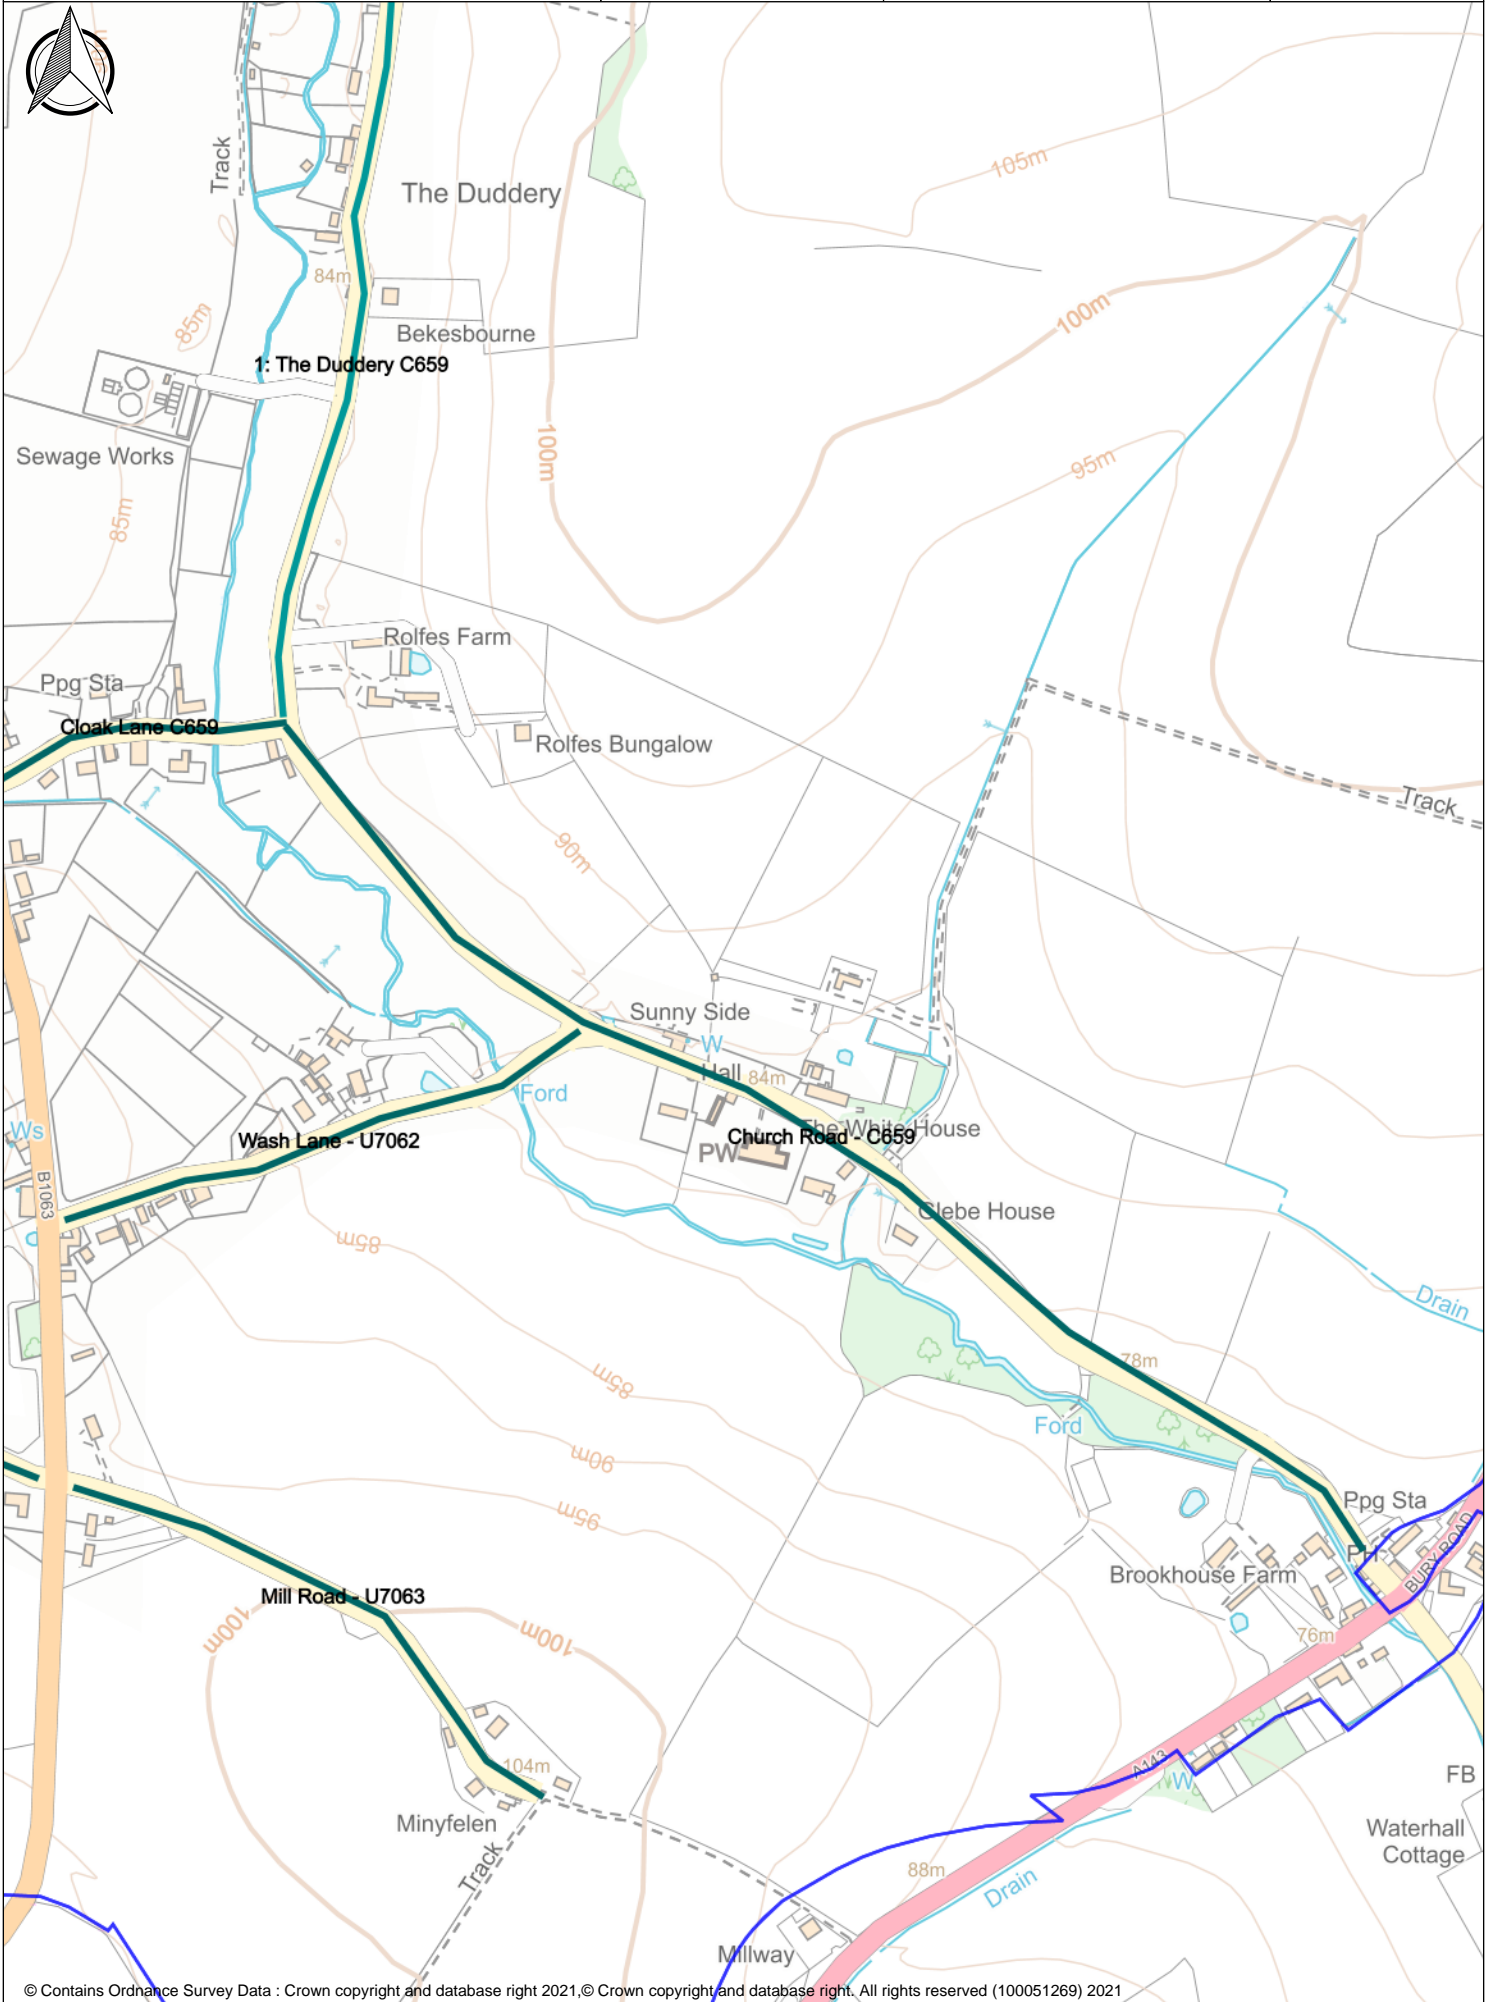 Track
The Duddery
105m
84m
85m
Bekesbourne
100m
1: The Duddery C659
100m
95m
Sewage Works
85m
Rolfes Farm
Ppg Sta
Cloak Lane C659
Rolfes Bungalow
Track
90m
Sunny Side
W
Hall
84m
Ford
Ws
The White House
Wash Lane - U7062
Church Road - C659
PW
B1063
Glebe House
85m
Drain
78m
85m
Ford
90m
95m
Ppg Sta
PH
BURY ROAD
Brookhouse Farm
Mill Road - U7063
100m
100m
76m
104m
A143
W
FB
Minyfelen
Waterhall
Cottage
Track
88m
Drain
Millway
© Contains Ordnance Survey Data : Crown copyright and database right 2021,© Crown copyright and database right. All rights reserved (100051269) 2021